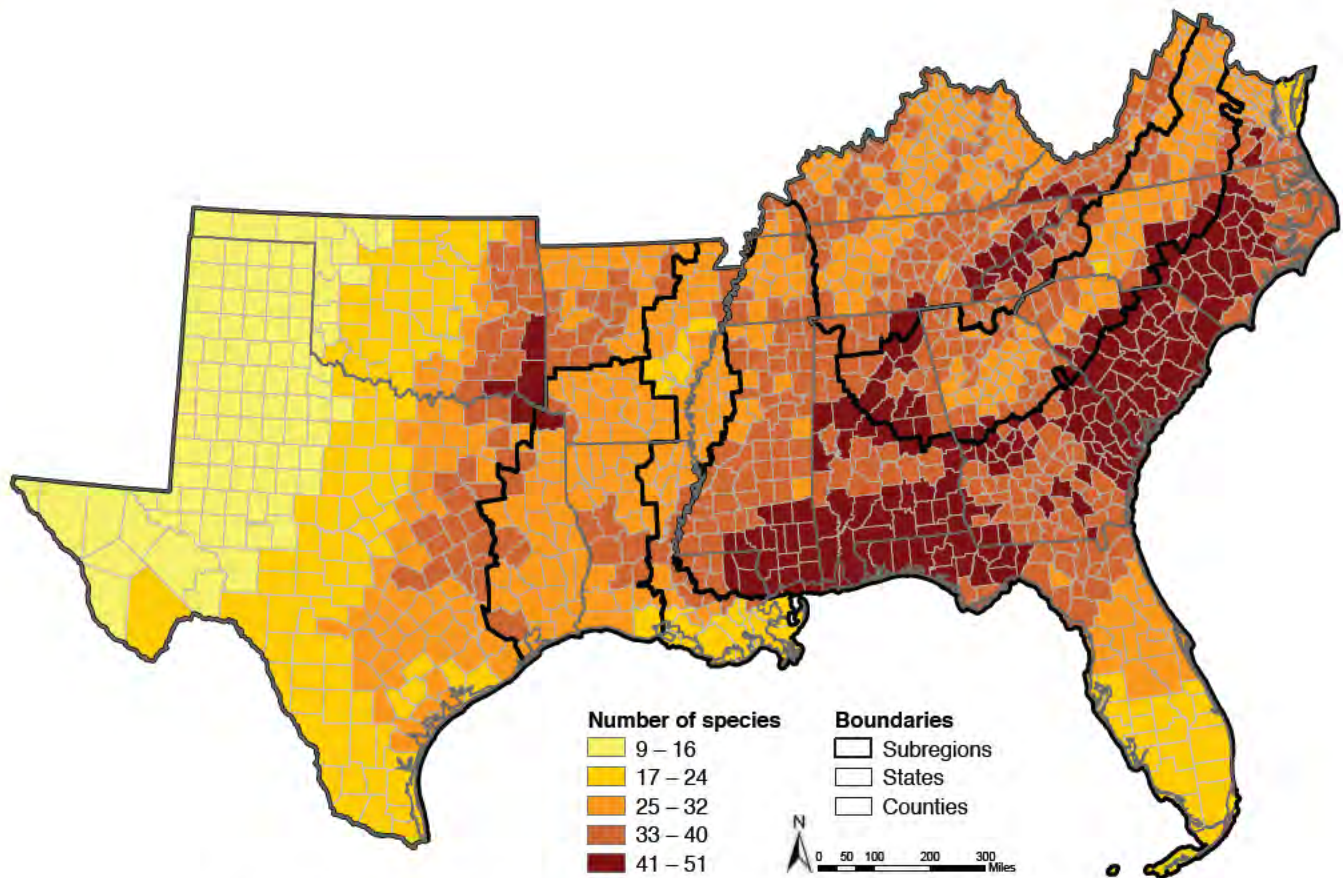 Number of species
9 – 16
17 – 24
25 – 32
33 – 40
41 – 51
Boundaries
Subregions
States
Counties
N
0 50 100 200 300
Miles